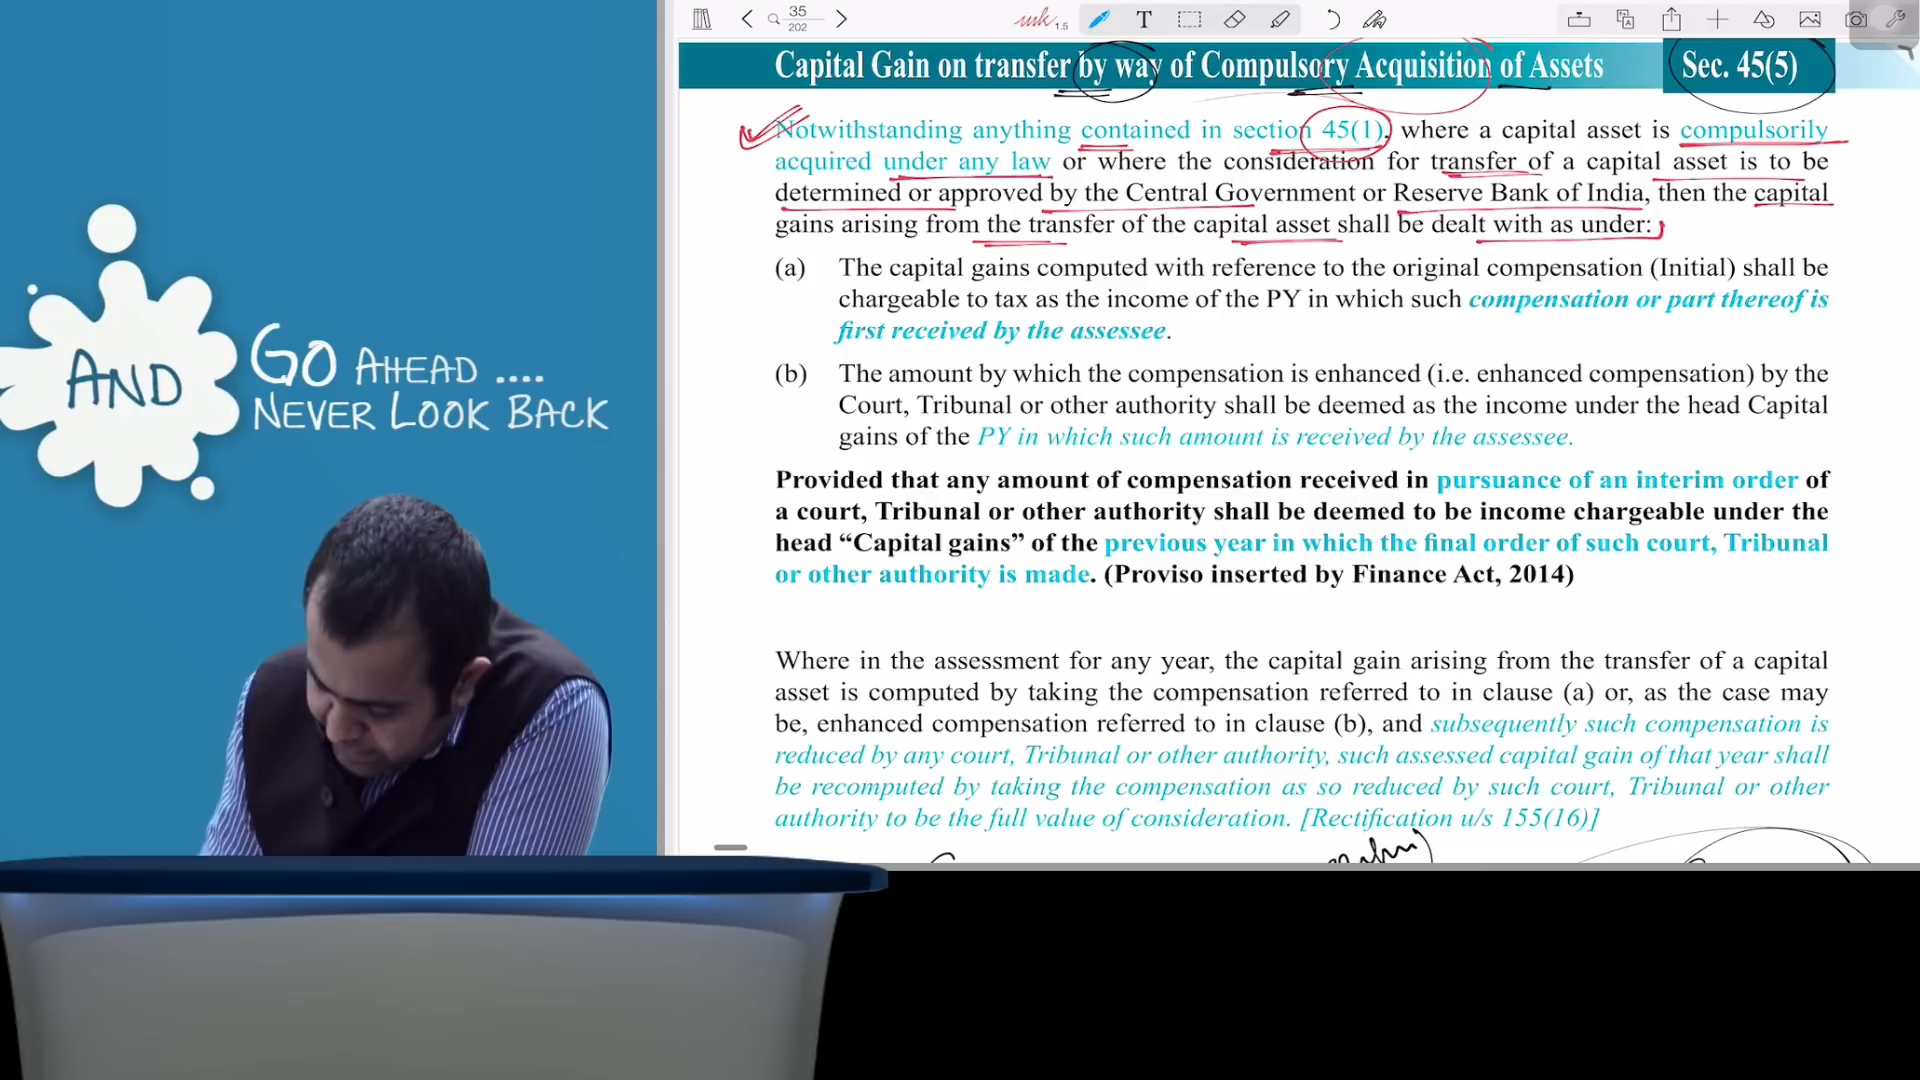 35
202
T
1.5
Capital Gain on transfer by way of Compulsory Acquisition of Assets
Sec. 45(5)
Notwithstanding anything contained in section 45(1), where a capital asset is compulsorily
acquired under any law or where the consideration for transfer of a capital asset is to be
determined or approved by the Central Government or Reserve Bank of India, then the capital
gains arising from the transfer of the capital asset shall be dealt with as under:
(a) The capital gains computed with reference to the original compensation (Initial) shall be
chargeable to tax as the income of the PY in which such compensation or part thereof is
first received by the assessee.
(b) The amount by which the compensation is enhanced (i.e. enhanced compensation) by the
Court, Tribunal or other authority shall be deemed as the income under the head Capital
gains of the PY in which such amount is received by the assessee.
Provided that any amount of compensation received in pursuance of an interim order of
a court, Tribunal or other authority shall be deemed to be income chargeable under the
head “Capital gains” of the previous year in which the final order of such court, Tribunal
or other authority is made. (Proviso inserted by Finance Act, 2014)
Where in the assessment for any year, the capital gain arising from the transfer of a capital
asset is computed by taking the compensation referred to in clause (a) or, as the case may
be, enhanced compensation referred to in clause (b), and subsequently such compensation is
reduced by any court, Tribunal or other authority, such assessed capital gain of that year shall
be recomputed by taking the compensation as so reduced by such court, Tribunal or other
authority to be the full value of consideration. [Rectification u/s 155(16)]
AND
GO AHEAD ....
NEVER LOOK BACK